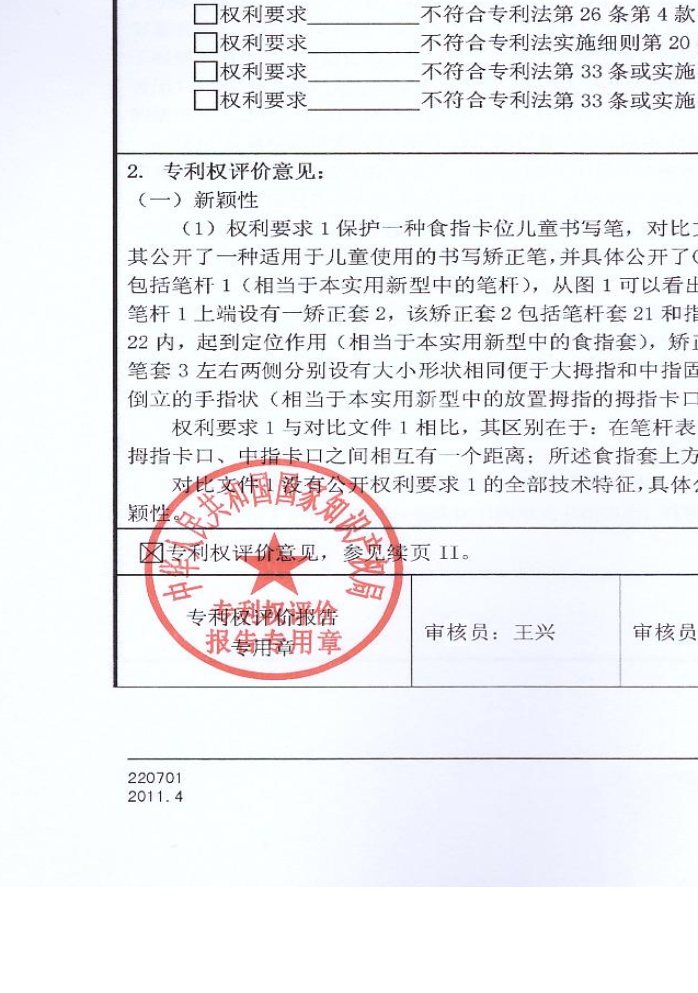 □权利要求__________不符合专利法第 26 条第 4 款
□权利要求__________不符合专利法实施细则第 20
□权利要求__________不符合专利法第 33 条或实施
□权利要求__________不符合专利法第 33 条或实施
2. 专利权评价意见：
（一）新颖性
（1）权利要求 1 保护一种食指卡位儿童书写笔，对比
其公开了一种适用于儿童使用的书写矫正笔，并具体公开了（
包括笔杆 1（相当于本实用新型中的笔杆），从图 1 可以看出
笔杆 1 上端设有一矫正套 2，该矫正套 2 包括笔杆套 21 和指
22 内，起到定位作用（相当于本实用新型中的食指套），矫正
笔套 3 左右两侧分别设有大小形状相同便于大拇指和中指固
倒立的手指状（相当于本实用新型中的放置拇指的拇指卡口
权利要求 1 与对比文件 1 相比，其区别在于：在笔杆表
拇指卡口、中指卡口之间相互有一个距离；所述食指套上方
对比文件 1 没有公开权利要求 1 的全部技术特征，具体
颖性。
☒专利权评价意见，参见续页 II。
中华人民共和国国家知识产权局
专利权评价
报告专用章
专利权评价报告
专用章
审核员：王兴
审核员
220701
2011.4